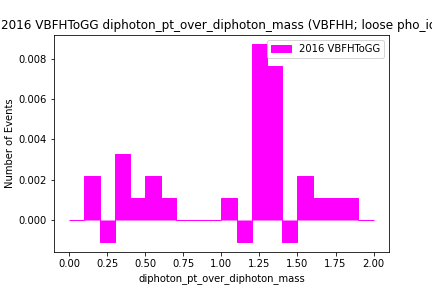 2016 VBFHToGG diphoton_pt_over_diphoton_mass (VBFHH; loose pho_ic
2016 VBFHToGG
Number of Events
0.008
0.006
0.004
0.002
0.000
0.00 0.25 0.50 0.75 1.00 1.25 1.50 1.75 2.00
diphoton_pt_over_diphoton_mass